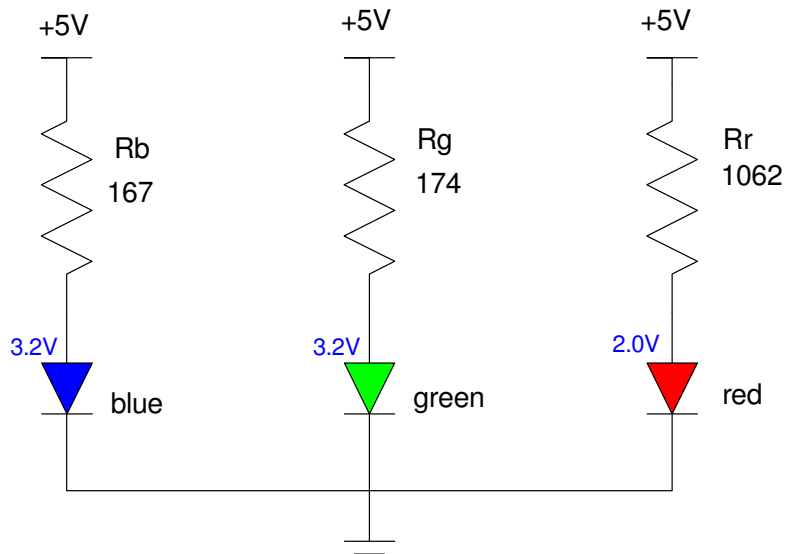 +5V
+5V
+5V
Rb
167
Rg
174
Rr
1062
3.2V
3.2V
2.0V
blue
green
red